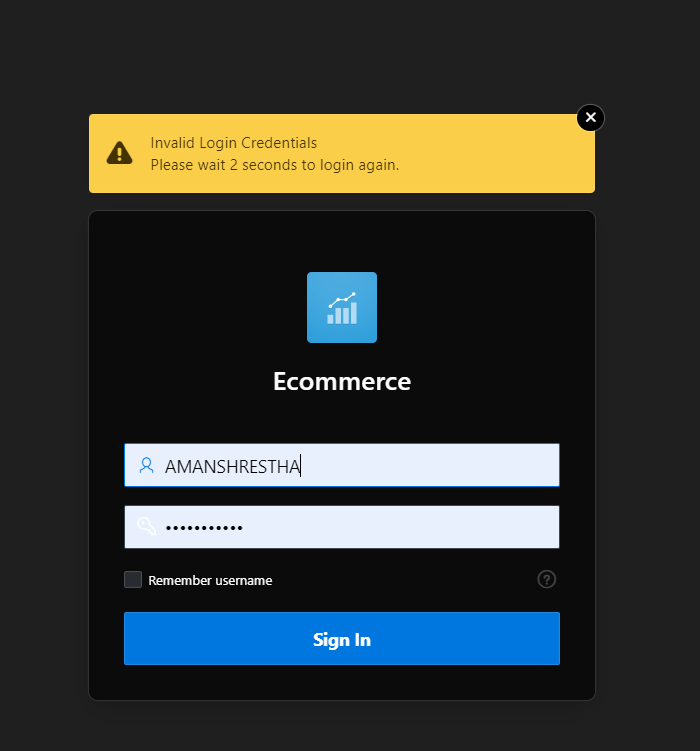 Invalid Login Credentials
Please wait 2 seconds to login again.
Ecommerce
AMANSHRESTHA
•••••••••••
Remember username
Sign In